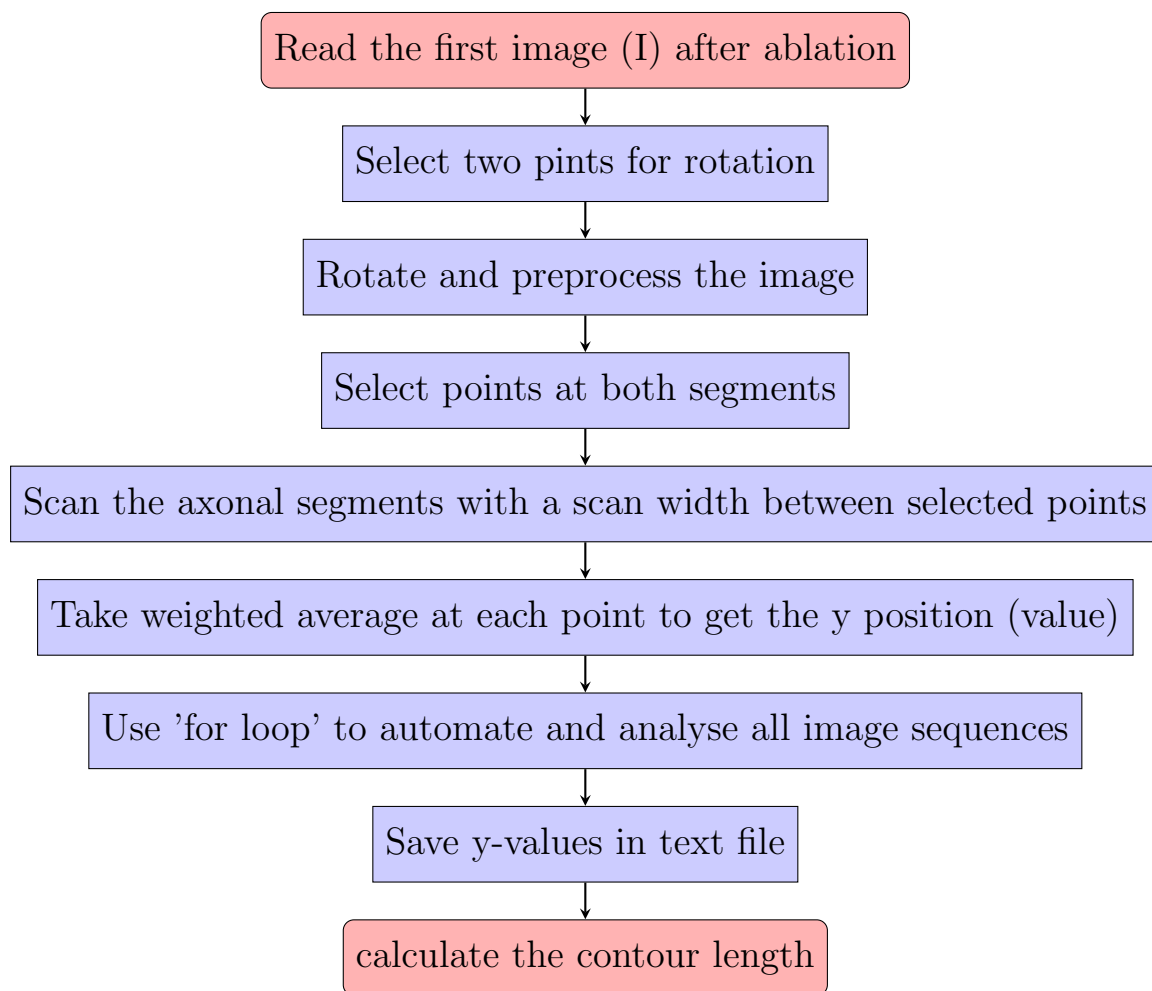 Read the first image (I) after ablation
Select two pints for rotation
Rotate and preprocess the image
Select points at both segments
Scan the axonal segments with a scan width between selected points
Take weighted average at each point to get the y position (value)
Use ’for loop’ to automate and analyse all image sequences
Save y-values in text file
calculate the contour length